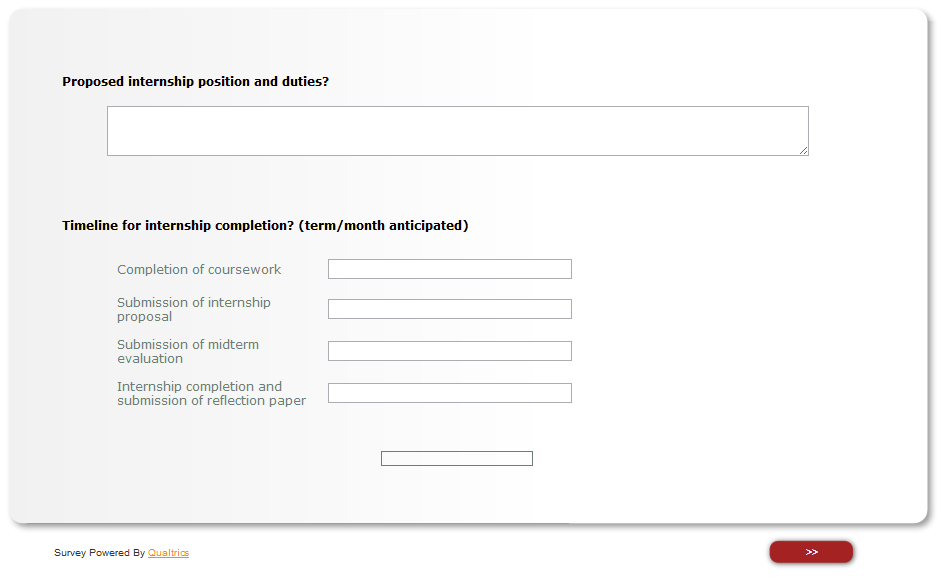 Proposed internship position and duties?
Timeline for internship completion? (term/month anticipated)
Completion of coursework
Submission of internship
proposal
Submission of midterm
evaluation
Internship completion and
submission of reflection paper
Survey Powered By Qualtrics
>>